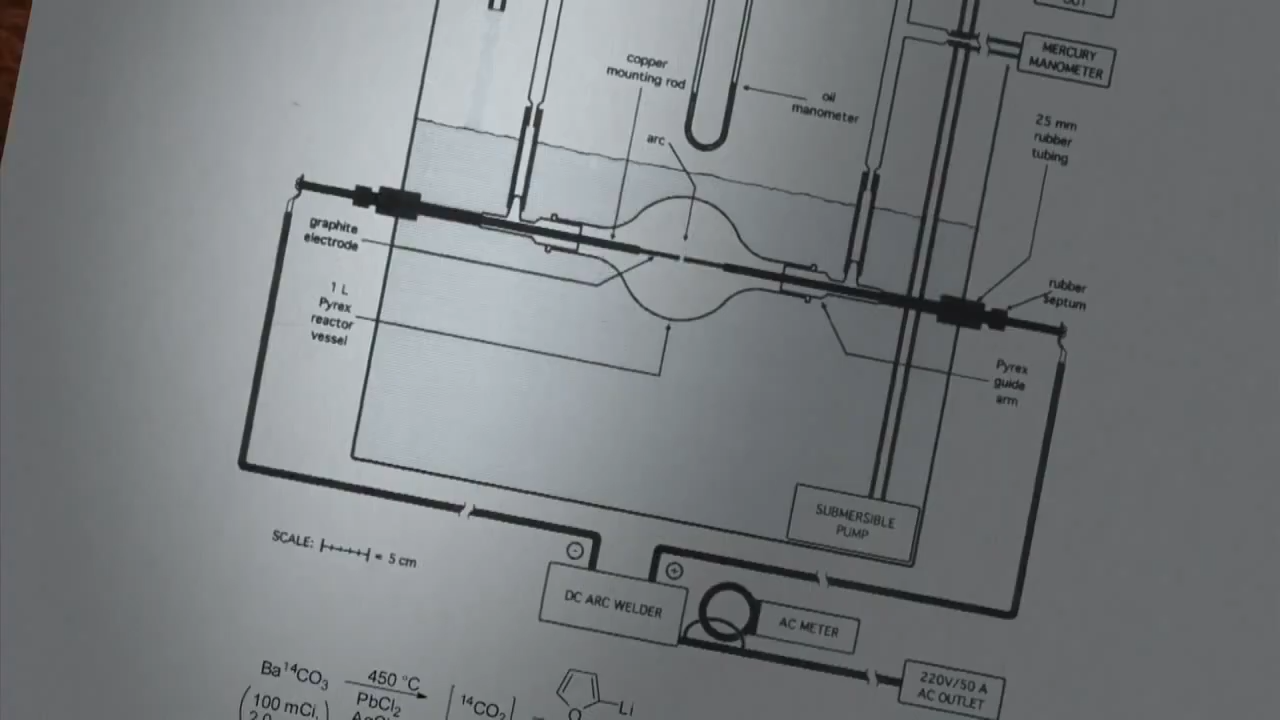 OUT
MERCURY
MANOMETER
copper
mounting rod
oil
manometer
arc
25 mm
rubber
tubing
graphite
electrode
1 L
Pyrex
reactor
vessel
rubber
septum
Pyrex
guide
arm
SUBMERSIBLE
PUMP
SCALE: = 5 cm
-
+
DC ARC WELDER
AC METER
220V/50 A
AC OUTLET
Ba¹⁴CO₃
450 °C
PbCl₂
[¹⁴CO₂]
O
Li
(100 mCi,